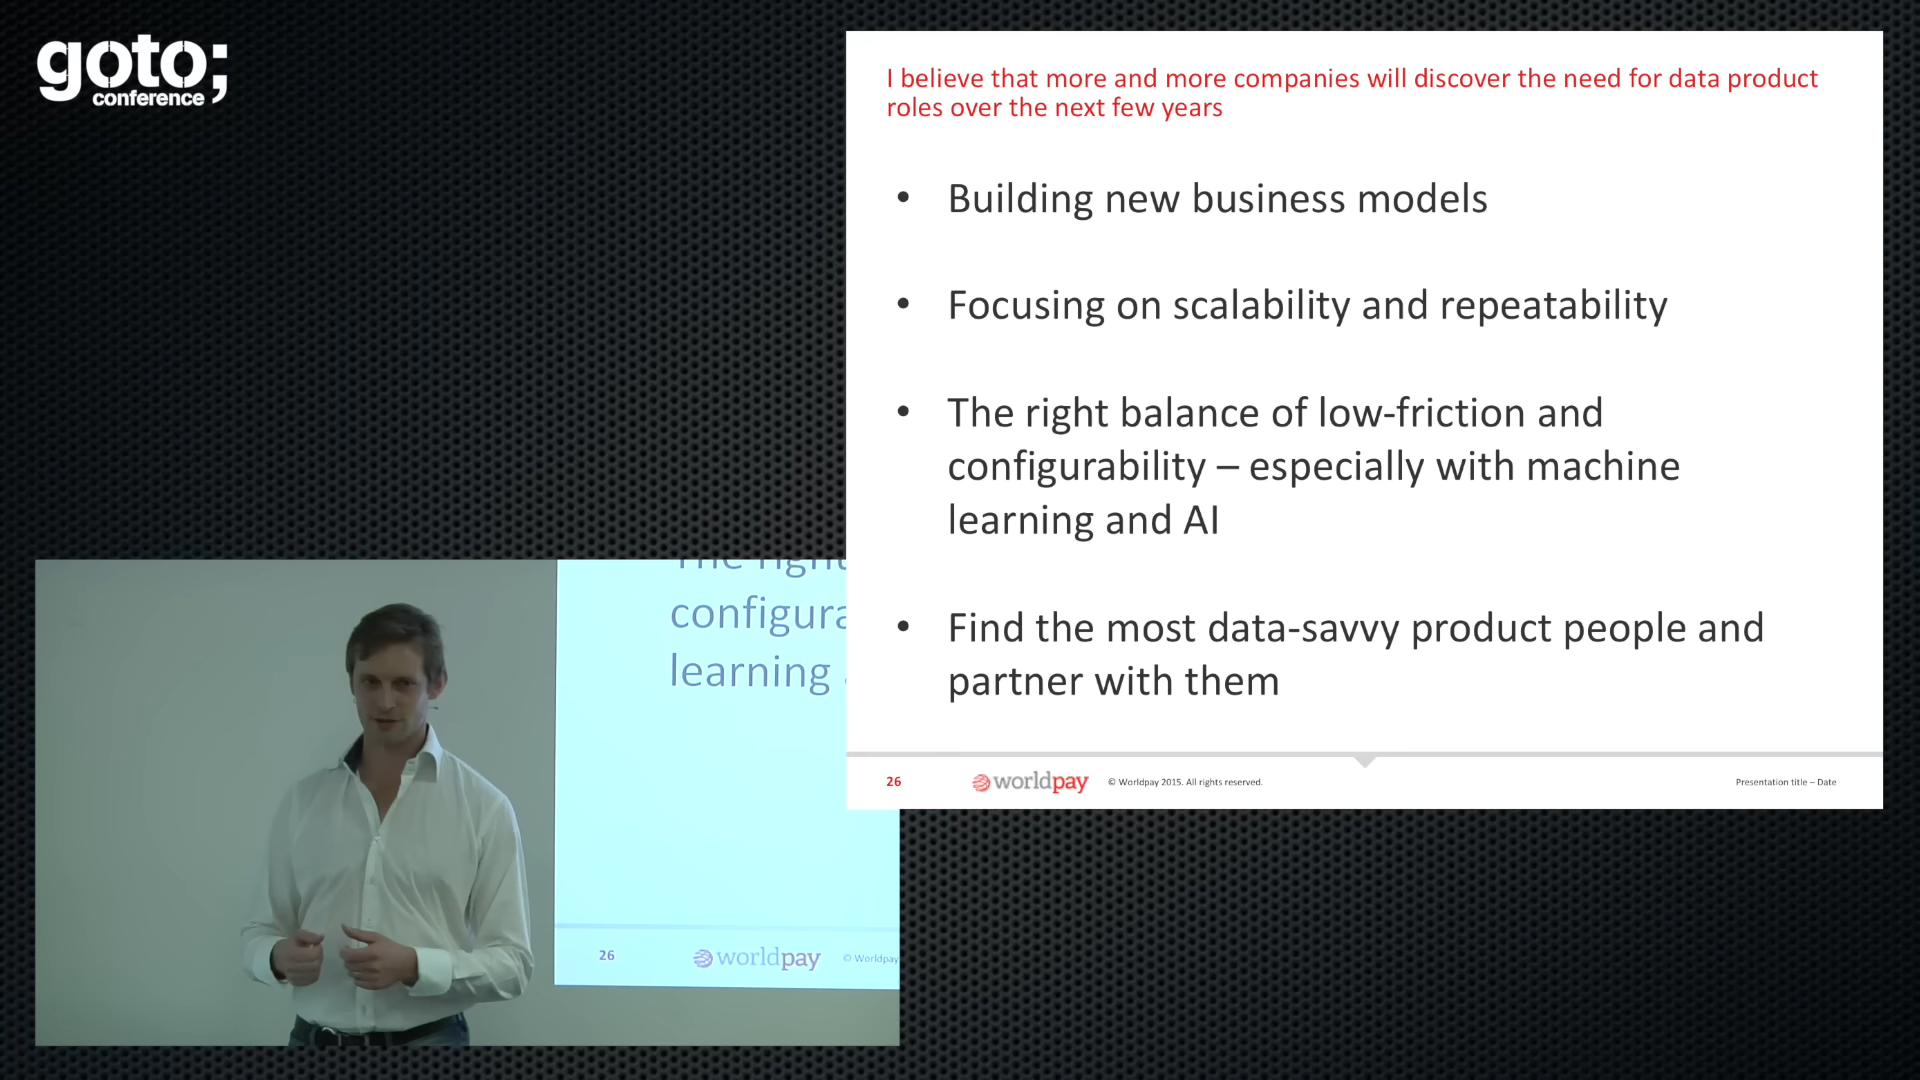 goto;
conference
I believe that more and more companies will discover the need for data product
roles over the next few years
• Building new business models
• Focusing on scalability and repeatability
• The right balance of low-friction and
configurability – especially with machine
learning and AI
• Find the most data-savvy product people and
partner with them
26
worldpay
© Worldpay 2015. All rights reserved.
Presentation title – Date
The right
configura
learning
26
worldpay
© Worldpay